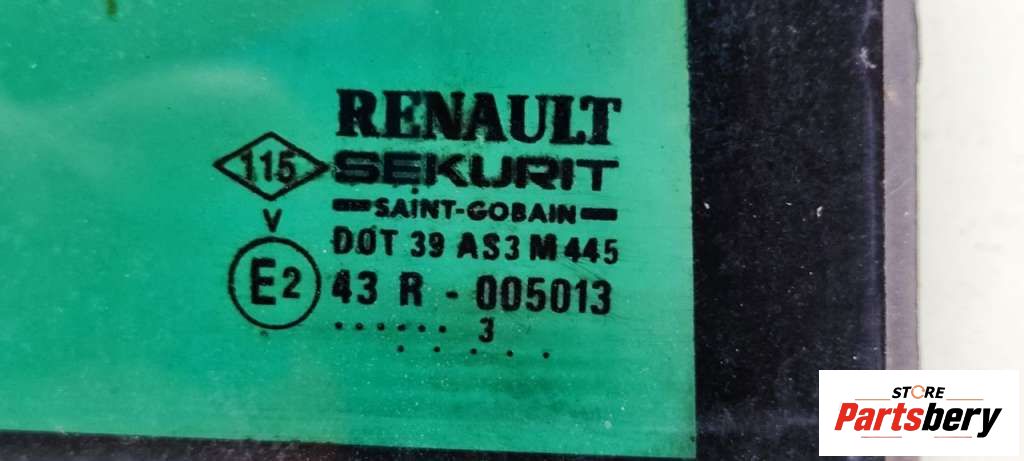 RENAULT
115
SEKURIT
V
SAINT-GOBAIN
DOT 39 AS3 M445
E2
43 R - 005013
...... 3
. . . . .
STORE
Partsbery